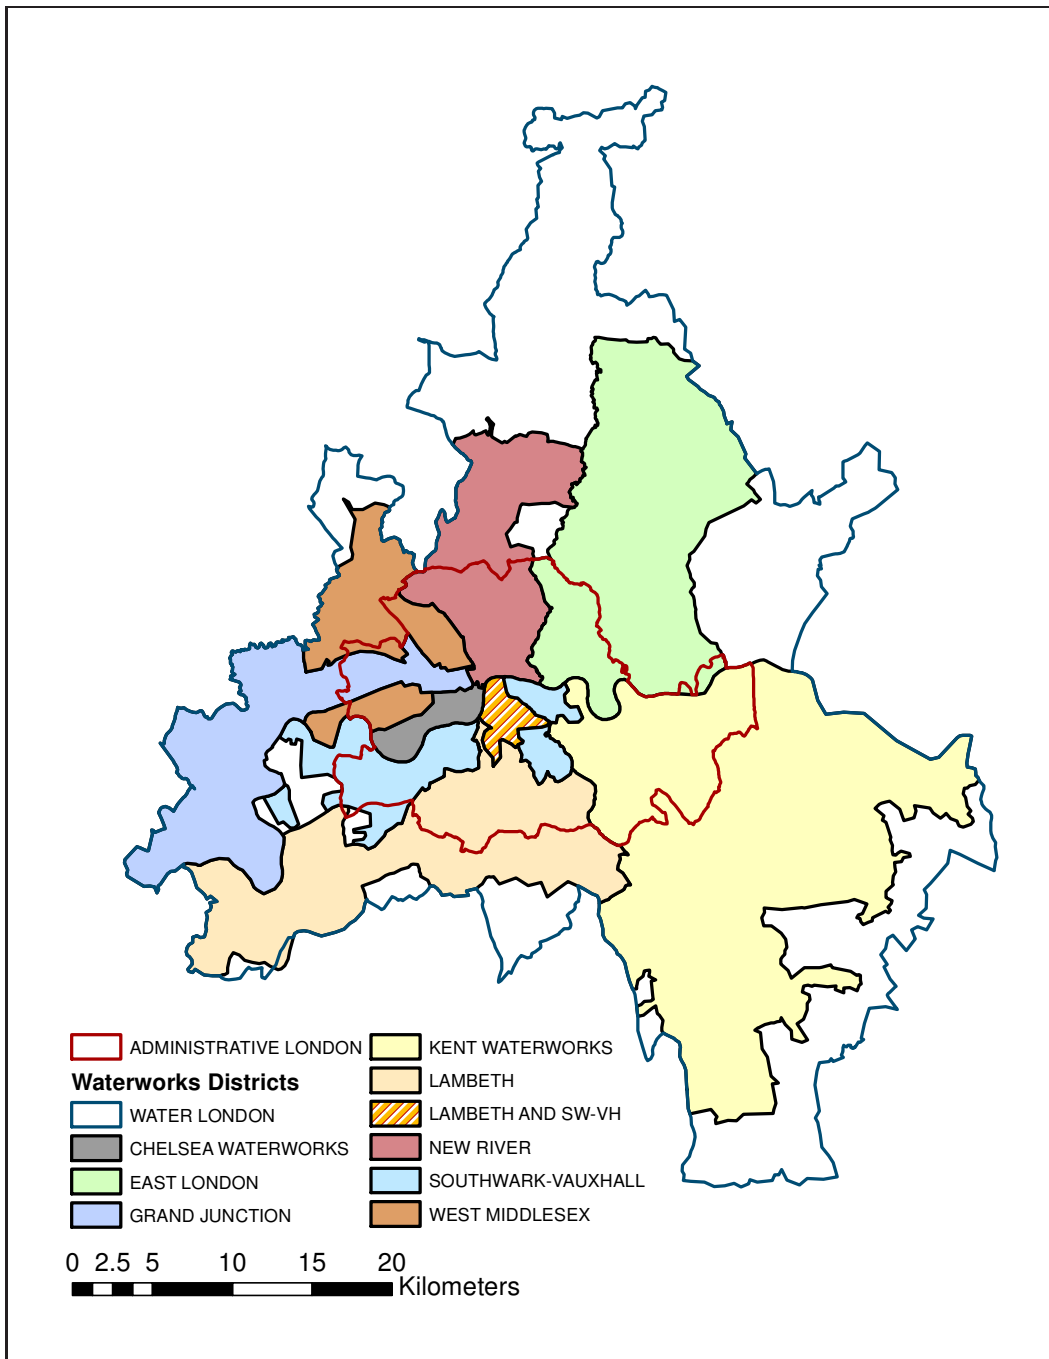 ADMINISTRATIVE LONDON
Waterworks Districts
WATER LONDON
CHELSEA WATERWORKS
EAST LONDON
GRAND JUNCTION
KENT WATERWORKS
LAMBETH
LAMBETH AND SW-VH
NEW RIVER
SOUTHWARK-VAUXHALL
WEST MIDDLESEX
0 2.5 5 10 15 20
Kilometers